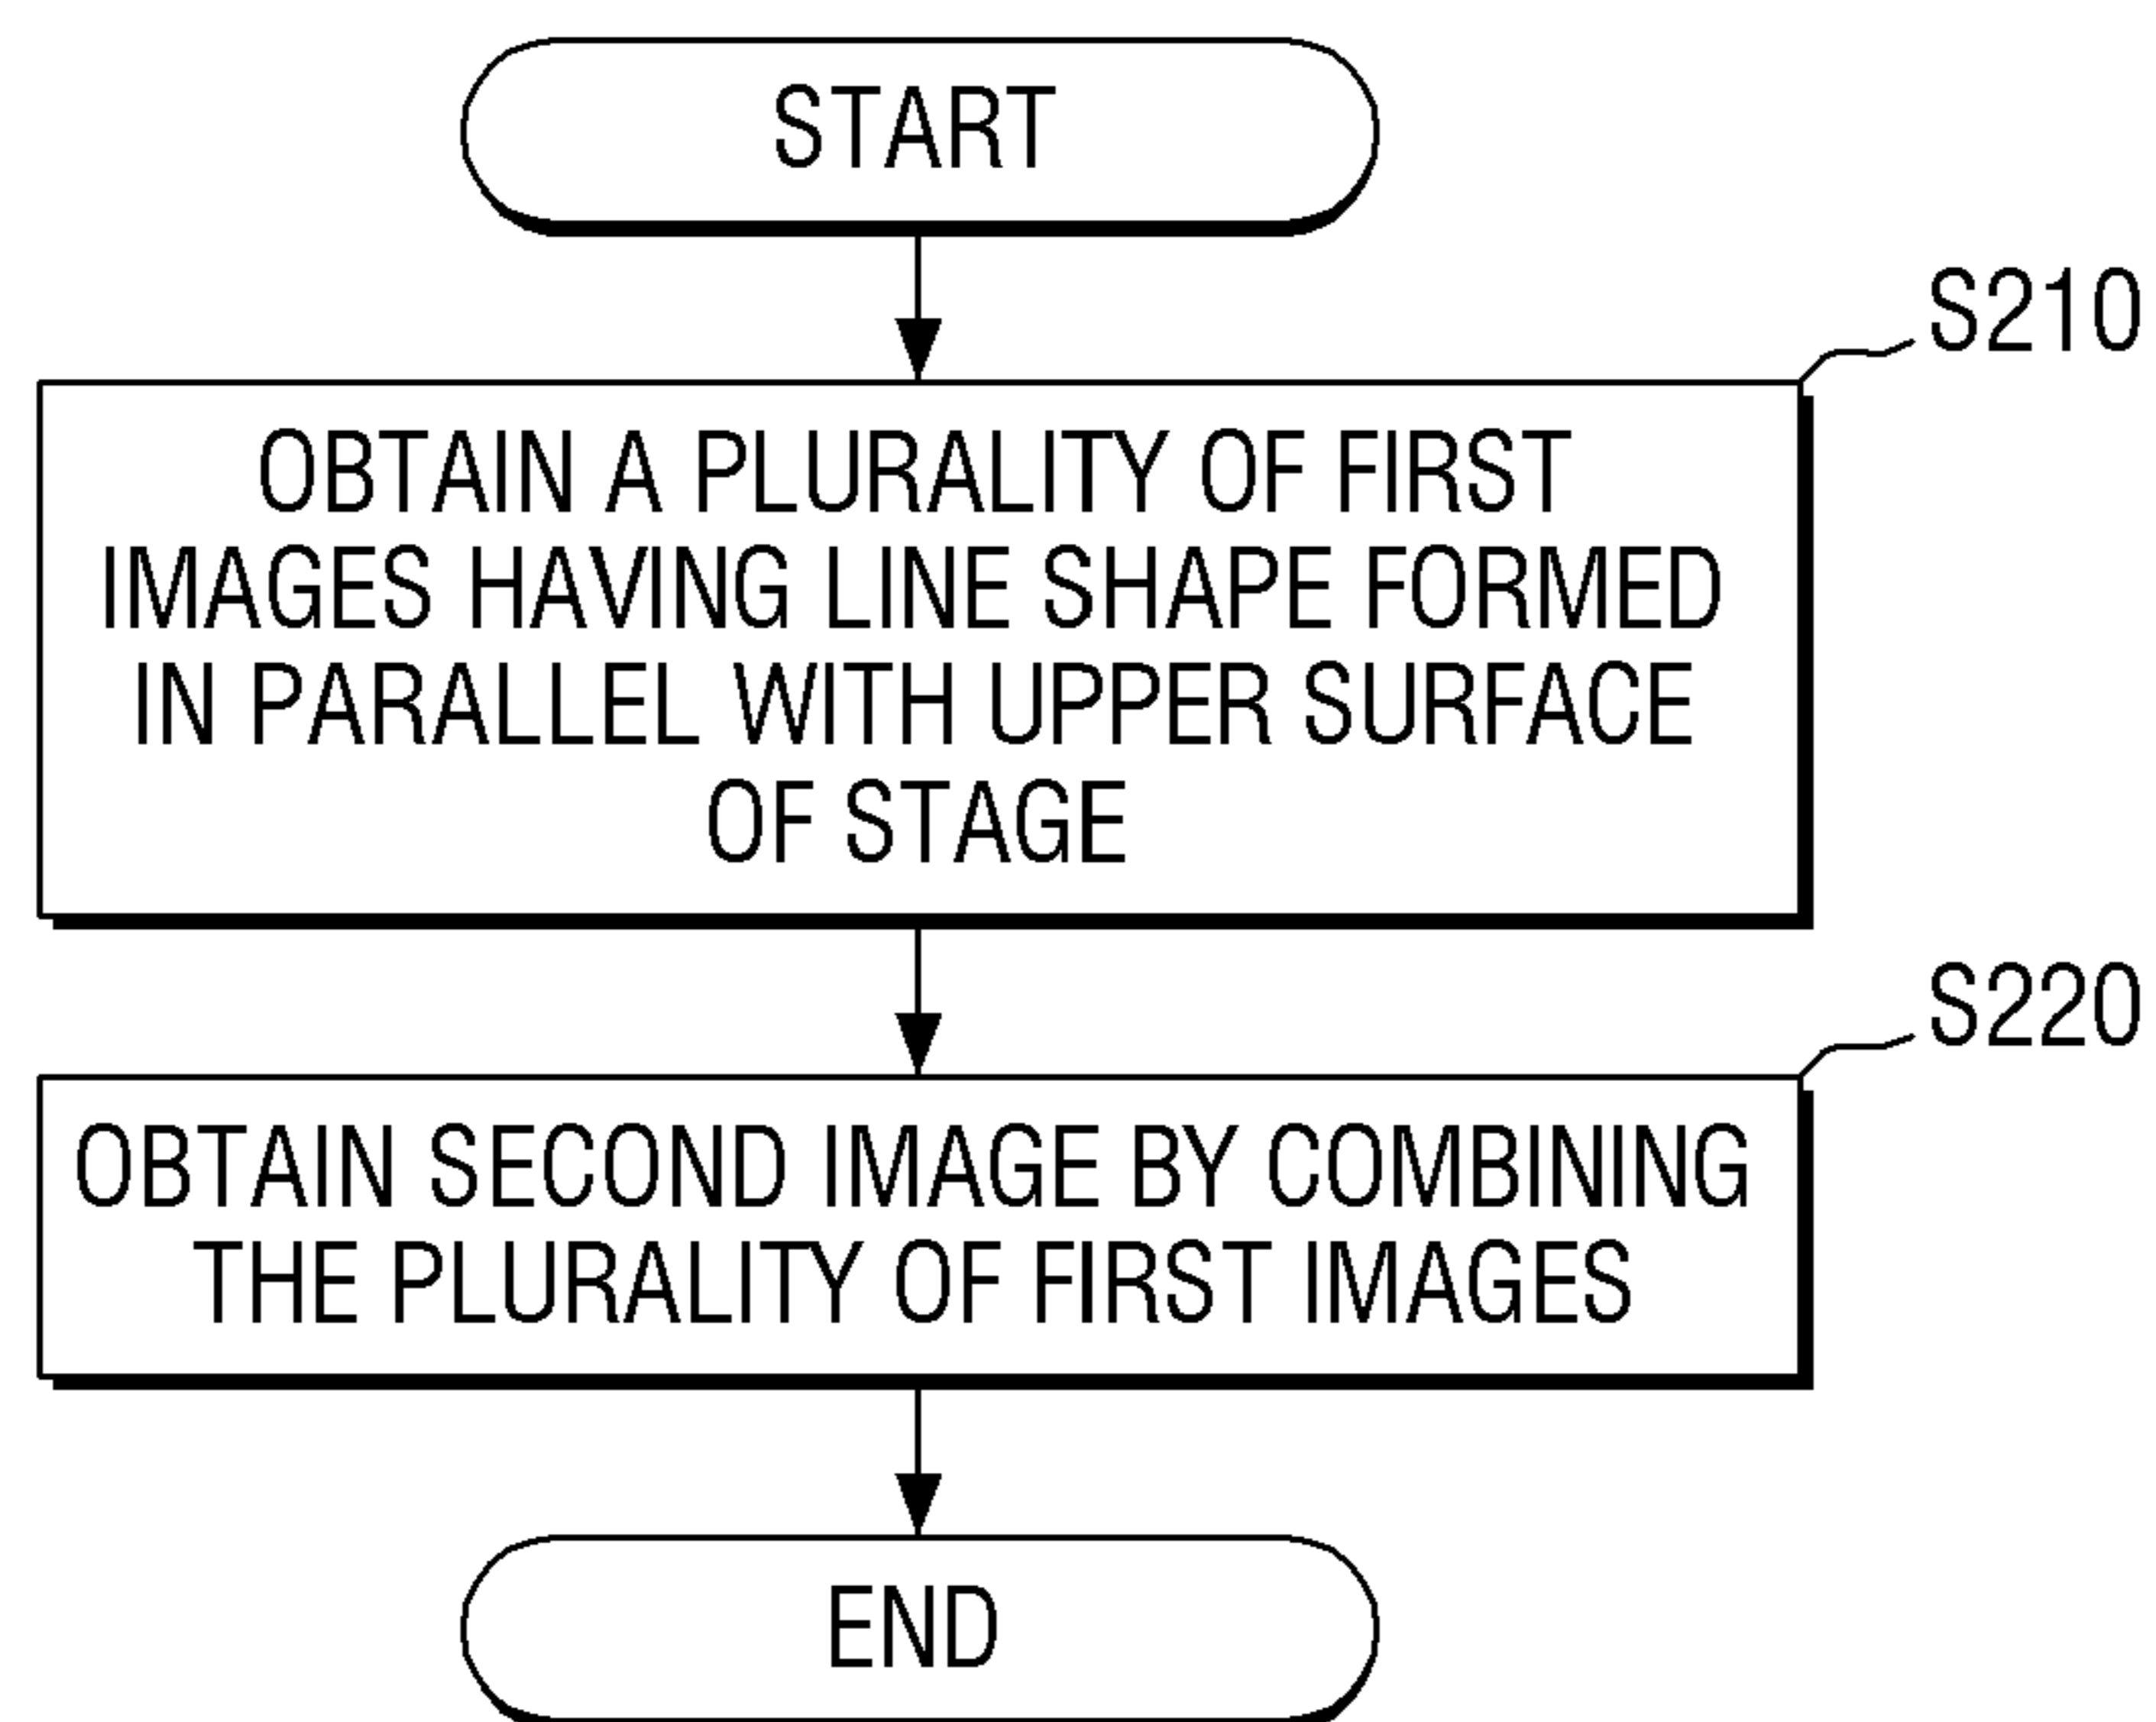 START
S210
OBTAIN A PLURALITY OF FIRST
IMAGES HAVING LINE SHAPE FORMED
IN PARALLEL WITH UPPER SURFACE
OF STAGE
S220
OBTAIN SECOND IMAGE BY COMBINING
THE PLURALITY OF FIRST IMAGES
END